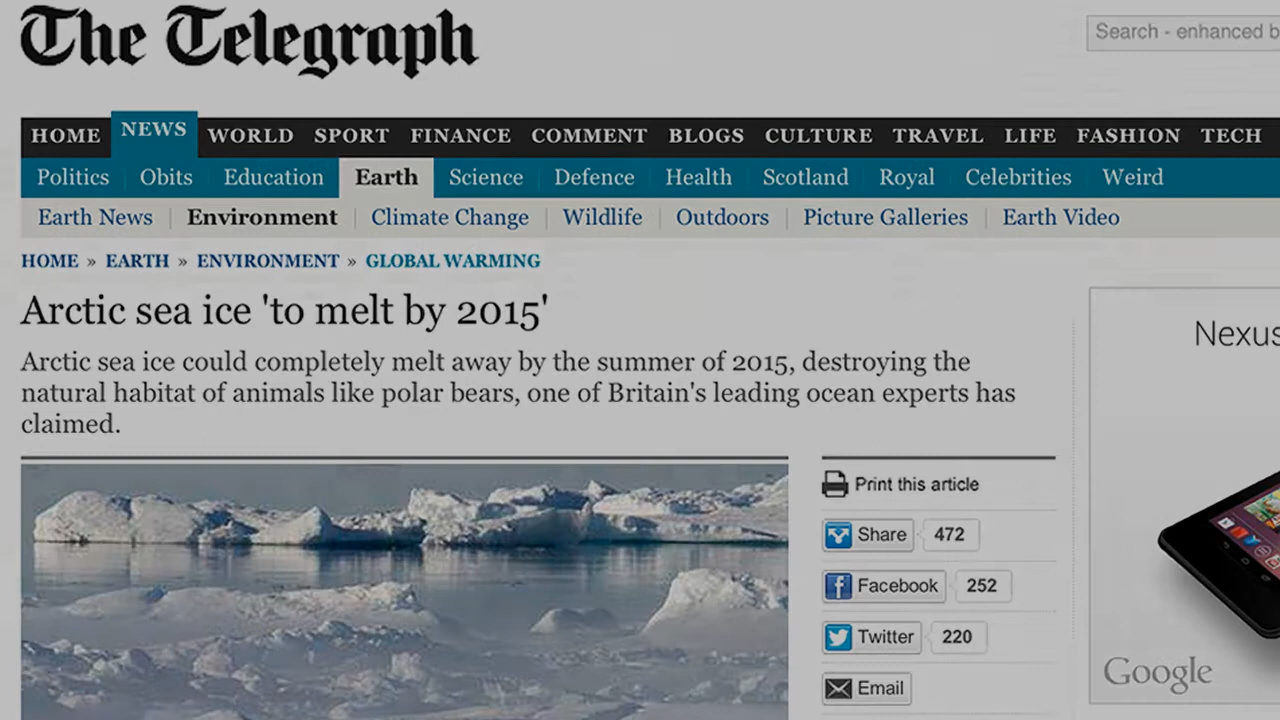 The Telegraph
Search - enhanced b
HOME NEWS WORLD SPORT FINANCE COMMENT BLOGS CULTURE TRAVEL LIFE FASHION TECH
Politics Obits Education Earth Science Defence Health Scotland Royal Celebrities Weird
Earth News Environment Climate Change Wildlife Outdoors Picture Galleries Earth Video
HOME » EARTH » ENVIRONMENT » GLOBAL WARMING
Arctic sea ice 'to melt by 2015'
Arctic sea ice could completely melt away by the summer of 2015, destroying the
natural habitat of animals like polar bears, one of Britain's leading ocean experts has
claimed.
Nexus
Print this article
Share 472
Facebook 252
Twitter 220
Email
Google